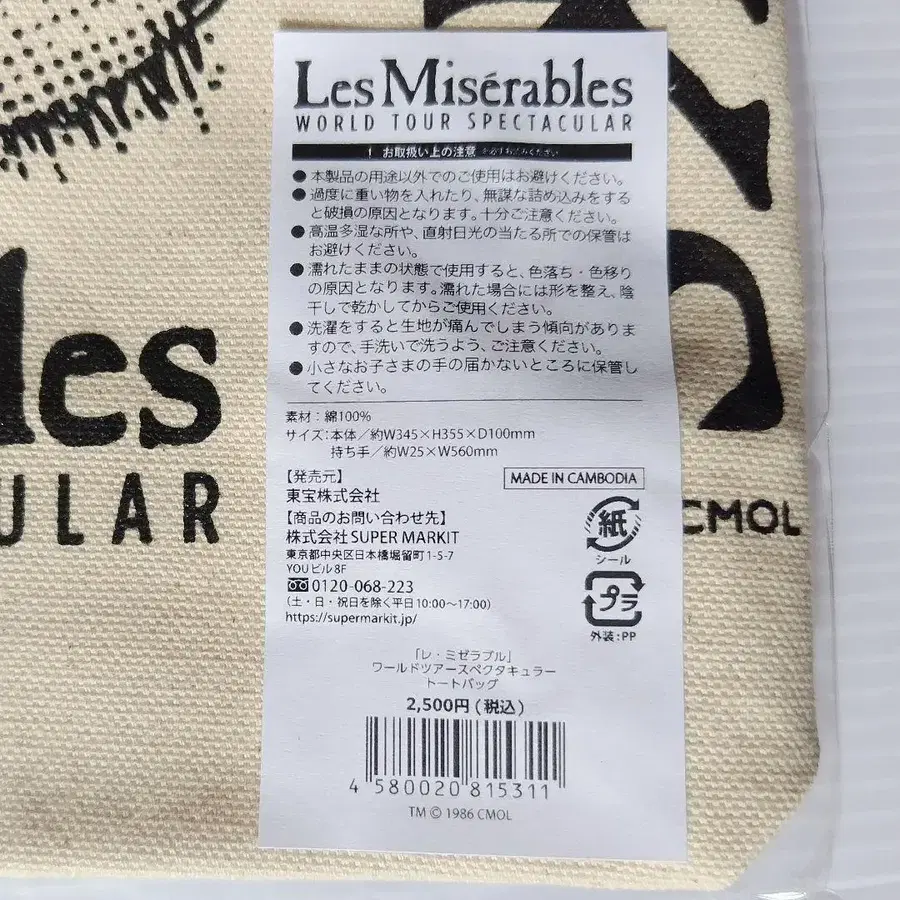 Les Misérables
WORLD TOUR SPECTACULAR
! お取扱い上の注意 ※必ずお読みください
● 本製品の用途以外でのご使用はお避けください。
● 過度に重い物を入れたり、無謀な詰め込みをする
と破損の原因となります。十分ご注意ください。
● 高温多湿な所や、直射日光の当たる所での保管は
お避けください。
● 濡れたままの状態で使用すると、色落ち・色移り
の原因となります。濡れた場合には形を整え、陰
干しで乾かしてからご使用ください。
● 洗濯をすると生地が痛んでしまう傾向がありま
すので、手洗いで洗うよう、ご注意ください。
● 小さなお子さまの手の届かないところに保管し
てください。
素材：綿100%
サイズ：本体／約W345×H355×D100mm
持ち手／約W25×W560mm
【発売元】
東宝株式会社
【商品のお問い合わせ先】
株式会社SUPER MARKIT
東京都中央区日本橋堀留町1-5-7
YOUビル8F
0120-068-223
（土・日・祝日を除く平日10:00〜17:00）
https://supermarkit.jp/
MADE IN CAMBODIA
紙
シール
プラ
外装：PP
「レ・ミゼラブル」
ワールドツアースペクタキュラー
トートバッグ
2,500円（税込）
4 580020 815311
TM © 1986 CMOL
les
ULAR
CMOL